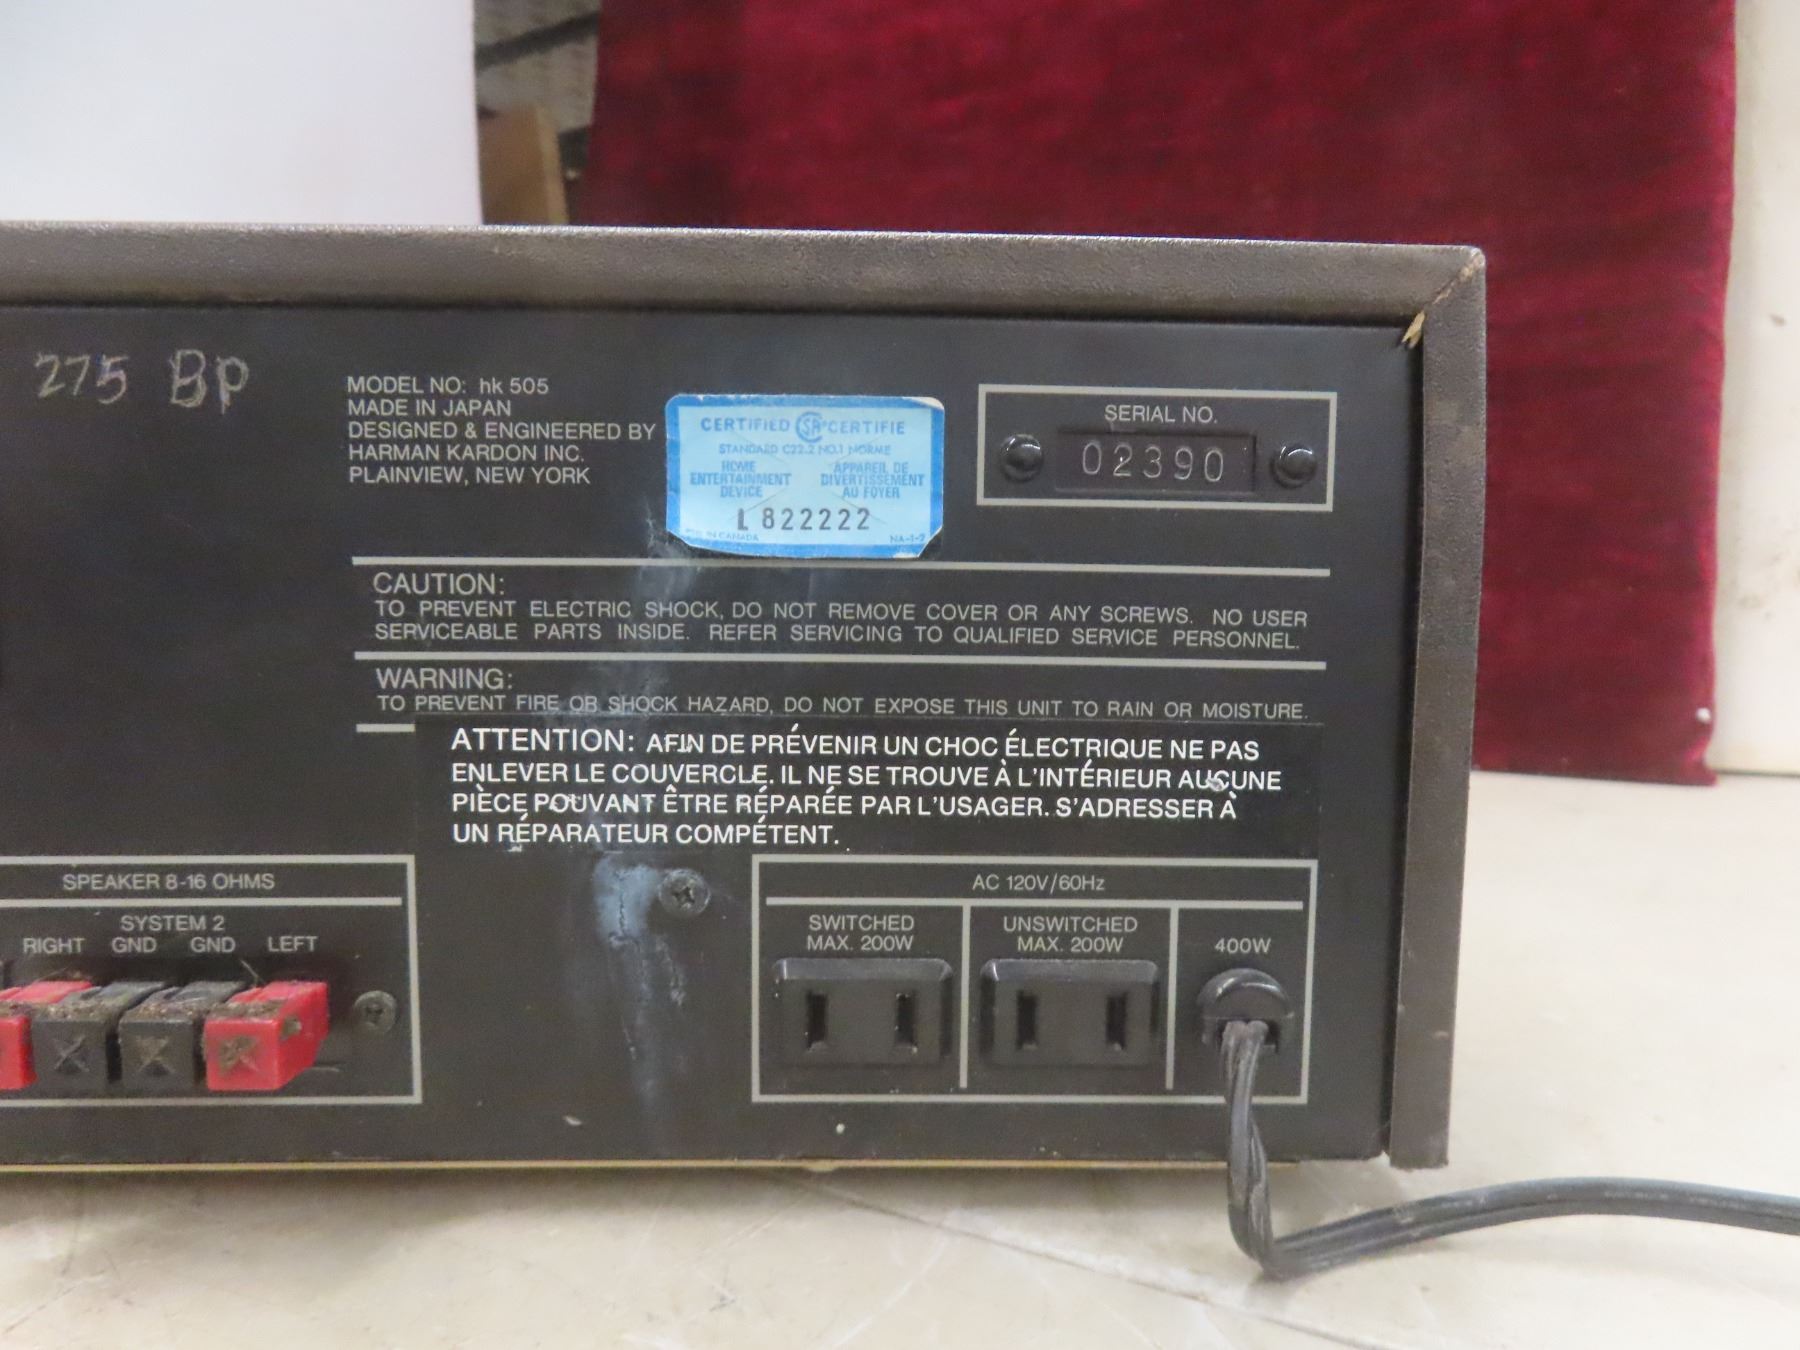 275 BP
MODEL NO: hk 505
MADE IN JAPAN
DESIGNED & ENGINEERED BY
HARMAN KARDON INC.
PLAINVIEW, NEW YORK
CERTIFIED SA CERTIFIE
STANDARD C22.2 NO.1 NORME
HOME ENTERTAINMENT DEVICE
APPAREIL DE DIVERTISSEMENT AU FOYER
L 822222
IN CANADA NA-1-2
SERIAL NO.
02390
CAUTION:
TO PREVENT ELECTRIC SHOCK, DO NOT REMOVE COVER OR ANY SCREWS. NO USER
SERVICEABLE PARTS INSIDE. REFER SERVICING TO QUALIFIED SERVICE PERSONNEL.
WARNING:
TO PREVENT FIRE OR SHOCK HAZARD, DO NOT EXPOSE THIS UNIT TO RAIN OR MOISTURE.
ATTENTION: AFIN DE PRÉVENIR UN CHOC ÉLECTRIQUE NE PAS
ENLEVER LE COUVERCLE. IL NE SE TROUVE À L'INTÉRIEUR AUCUNE
PIÈCE POUVANT ÊTRE RÉPARÉE PAR L'USAGER. S'ADRESSER À
UN RÉPARATEUR COMPÉTENT.
SPEAKER 8-16 OHMS
SYSTEM 2
RIGHT GND GND LEFT
AC 120V/60Hz
SWITCHED
MAX. 200W
UNSWITCHED
MAX. 200W
400W